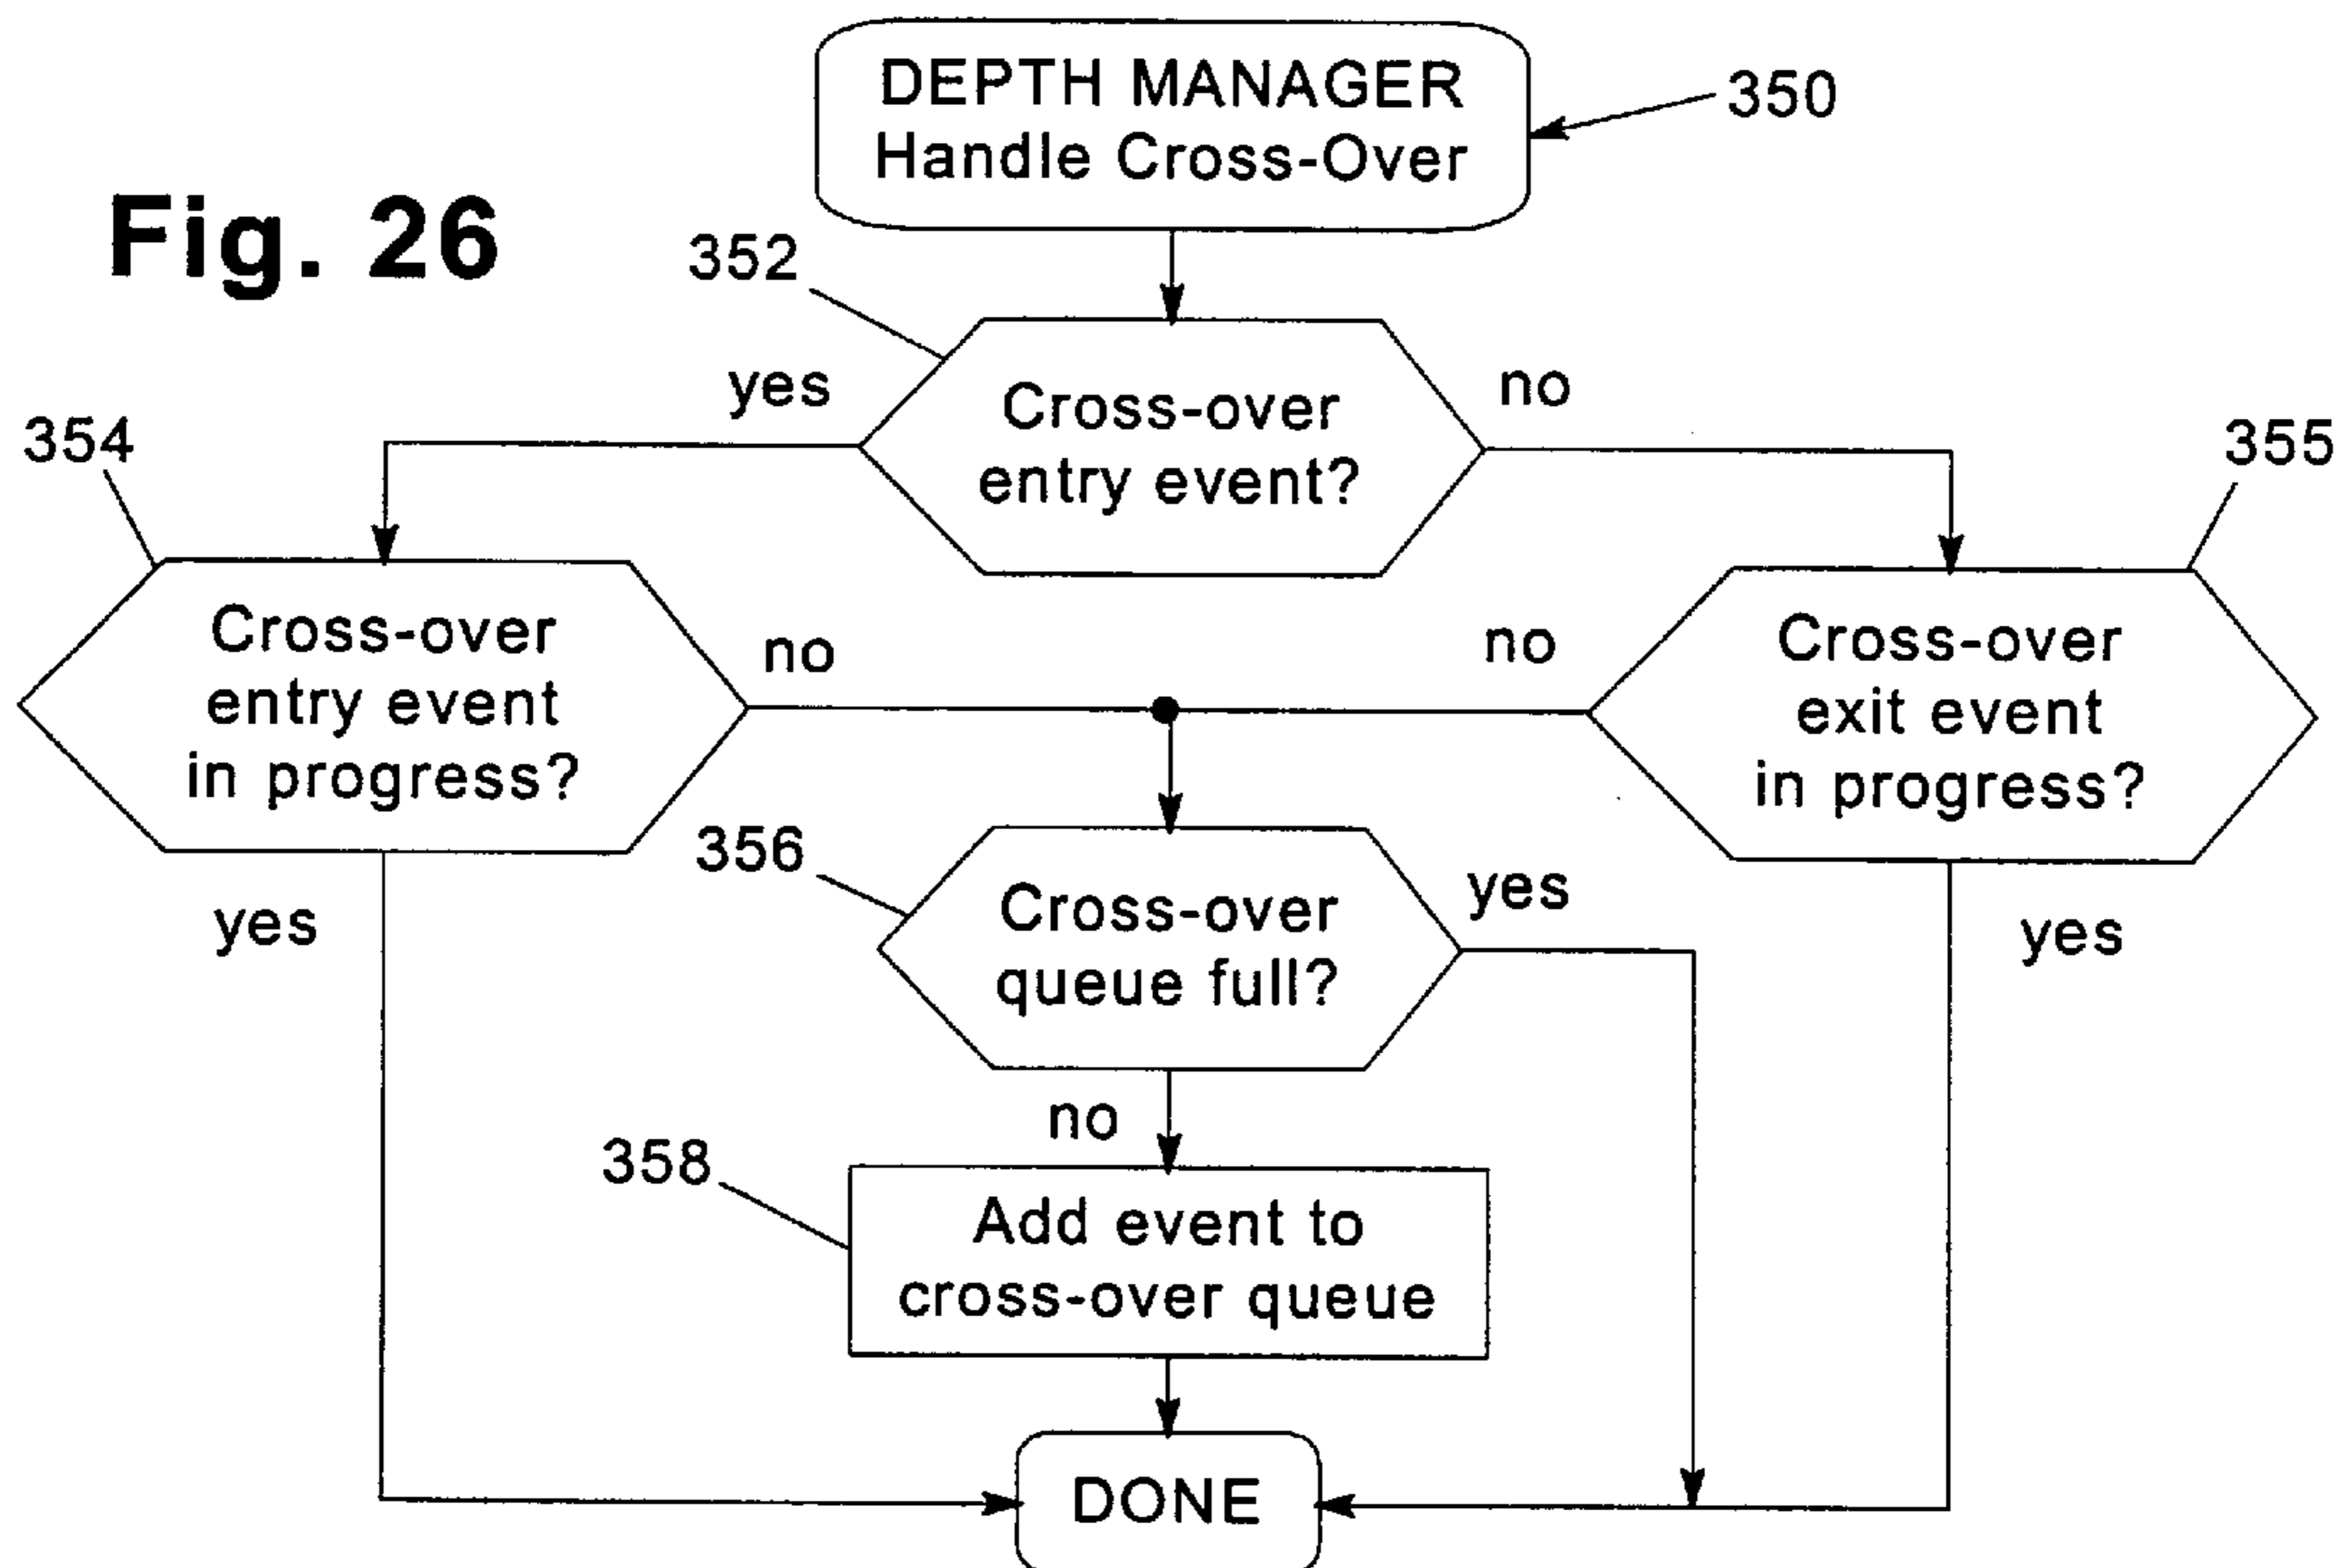 DEPTH MANAGER
Handle Cross-Over
350
Fig. 26
352
yes
no
Cross-over
entry event?
354
355
Cross-over
entry event
in progress?
no
no
Cross-over
exit event
in progress?
356
Cross-over
queue full?
yes
yes
yes
no
358
Add event to
cross-over queue
DONE